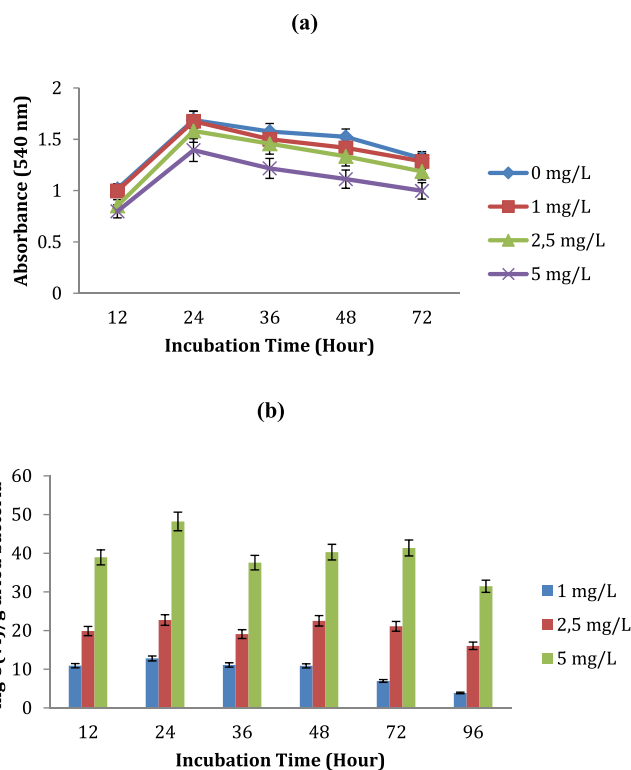 (a)
2
1.5
1
0.5
0
Absorbance (540 nm)
12 24 36 48 72
Incubation Time (Hour)
0 mg/L
1 mg/L
2,5 mg/L
5 mg/L
(b)
60
50
40
30
20
10
0
bacteria
12 24 36 48 72 96
Incubation Time (Hour)
1 mg/L
2,5 mg/L
5 mg/L